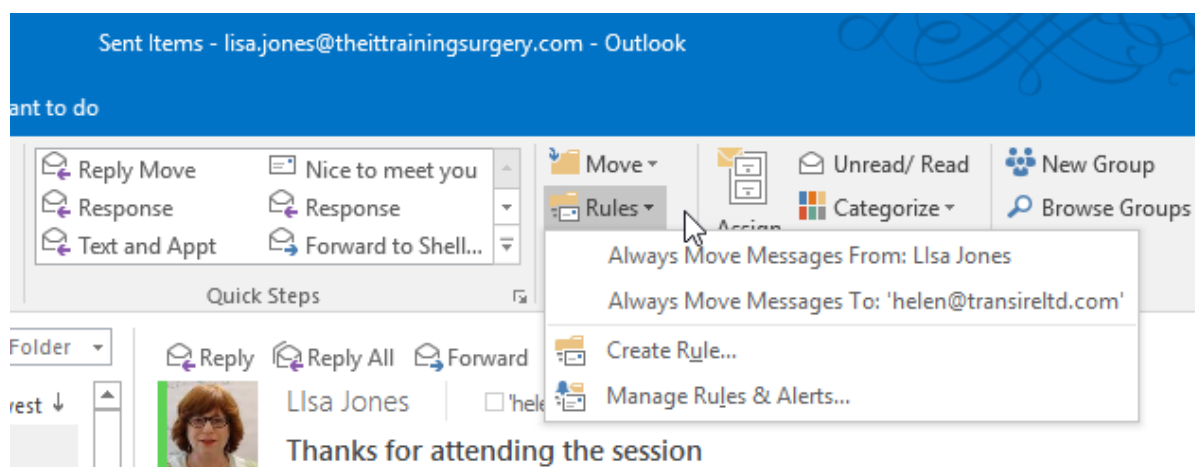 Sent Items - lisa.jones@theittrainingsurgery.com - Outlook
ant to do
Reply Move
Nice to meet you
Response
Response
Text and Appt
Forward to Shell...
Quick Steps
Move
Rules
Unread/ Read
Categorize
New Group
Browse Groups
Always Move Messages From: LIsa Jones
Always Move Messages To: 'helen@transireltd.com'
Create Rule...
Manage Rules & Alerts...
Folder
Reply
Reply All
Forward
LIsa Jones
'hele
Thanks for attending the session